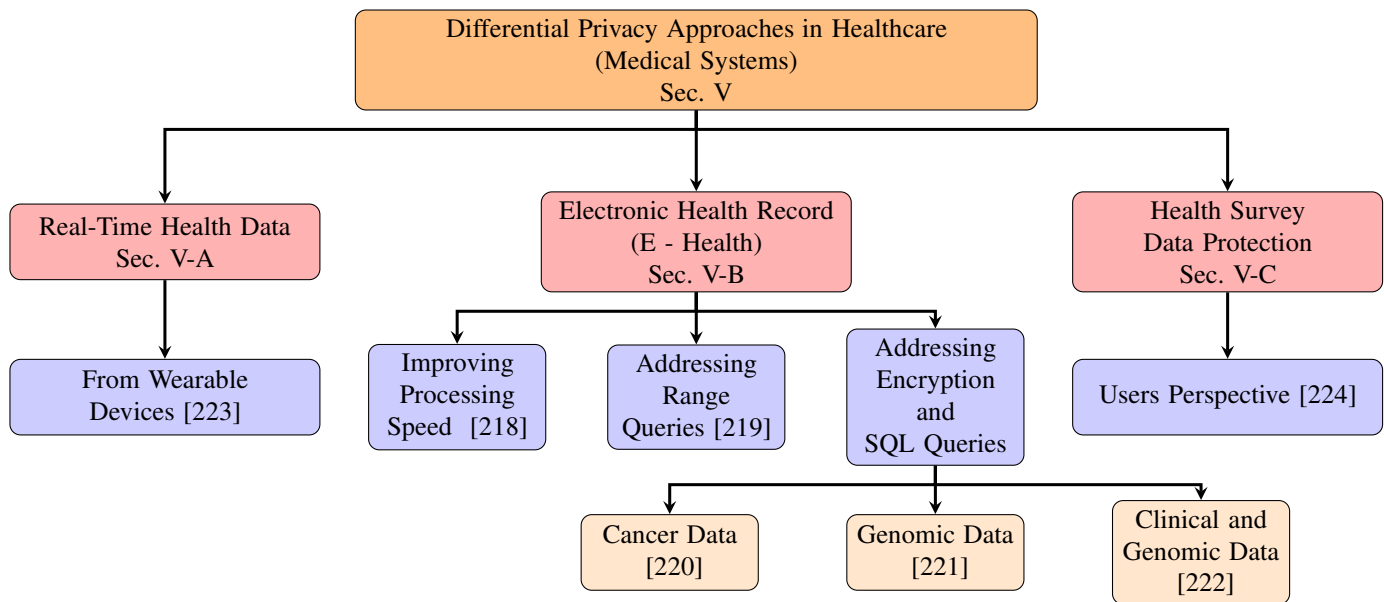 Differential Privacy Approaches in Healthcare
(Medical Systems)
Sec. V
Real-Time Health Data
Sec. V-A
Electronic Health Record
(E - Health)
Sec. V-B
Health Survey
Data Protection
Sec. V-C
From Wearable
Devices [223]
Improving
Processing
Speed [218]
Addressing
Range
Queries [219]
Addressing
Encryption
and
SQL Queries
Users Perspective [224]
Cancer Data
[220]
Genomic Data
[221]
Clinical and
Genomic Data
[222]